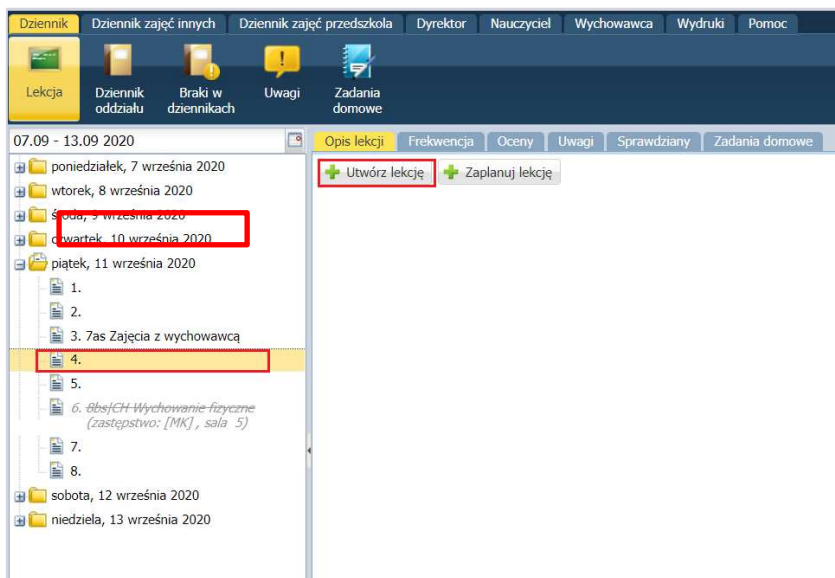 Dziennik Dziennik zajęć innych Dziennik zajęć przedszkola Dyrektor Nauczyciel Wychowawca Wydruki Pomoc
Lekcja Dziennik oddziału Braki w dziennikach Uwagi Zadania domowe
07.09 - 13.09 2020
Opis lekcji Frekwencja Oceny Uwagi Sprawdziany Zadania domowe
Utwórz lekcję Zaplanuj lekcję
poniedziałek, 7 września 2020
wtorek, 8 września 2020
środa, 9 września 2020
czwartek, 10 września 2020
piątek, 11 września 2020
1.
2.
3. 7as Zajęcia z wychowawcą
4.
5.
6. 8bs|CH Wychowanie fizyczne
(zastępstwo: [MK] , sala 5)
7.
8.
sobota, 12 września 2020
niedziela, 13 września 2020